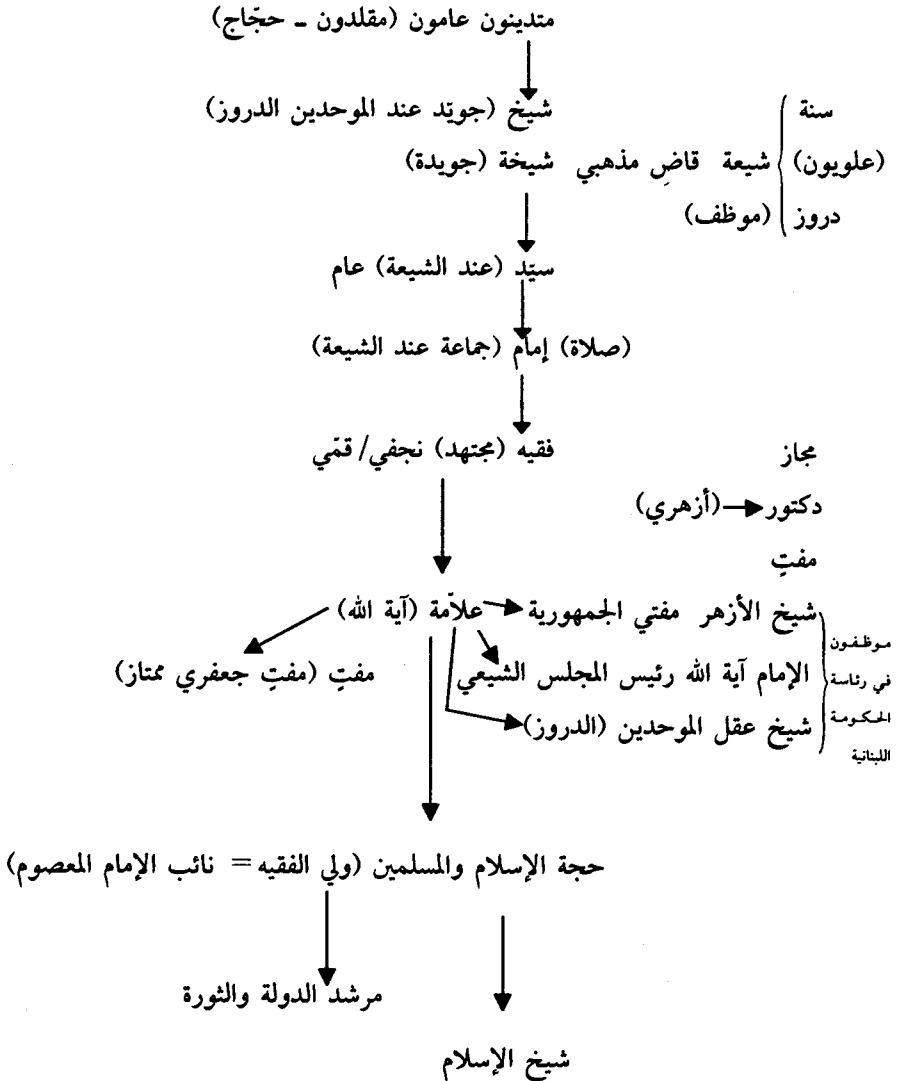 متدينون عامون (مقلدون - حجّاج)
شيخ (جويّد عند الموحدين الدروز)
سنة
(علويون) شيعة قاضٍ مذهبي
شيخة (جويدة)
دروز (موظف)
سيّد (عند الشيعة) عام
(صلاة) إمام (جماعة عند الشيعة)
فقيه (مجتهد) نجفي/ قمّي
مجاز
دكتور (أزهري)
مفتٍ
شيخ الأزهر مفتي الجمهورية
علاّمة (آية الله)
الإمام آية الله رئيس المجلس الشيعي
مفتٍ (مفتٍ جعفري ممتاز)
شيخ عقل الموحدين (الدروز)
موظفون
في رئاسة
الحكومة
اللبنانية
حجة الإسلام والمسلمين (ولي الفقيه = نائب الإمام المعصوم)
مرشد الدولة والثورة
شيخ الإسلام